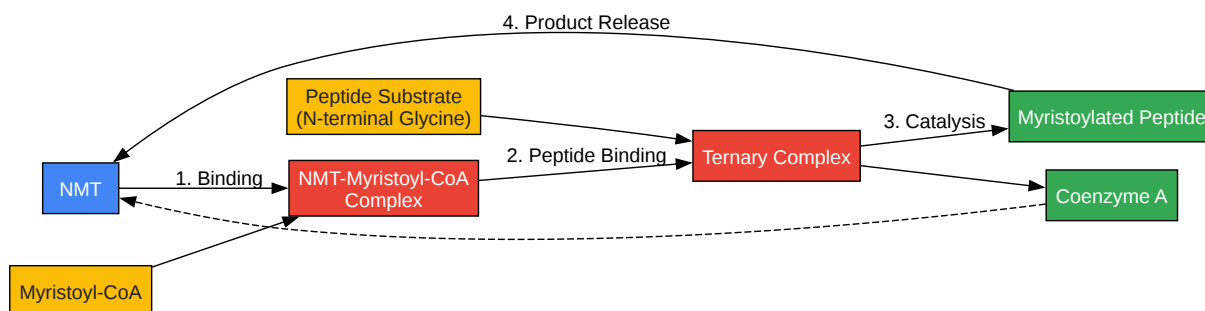 4. Product Release
Peptide Substrate
(N-terminal Glycine)
Myristoylated Peptide
3. Catalysis
2. Peptide Binding
Ternary Complex
NMT
1. Binding
NMT-Myristoyl-CoA
Complex
Coenzyme A
Myristoyl-CoA